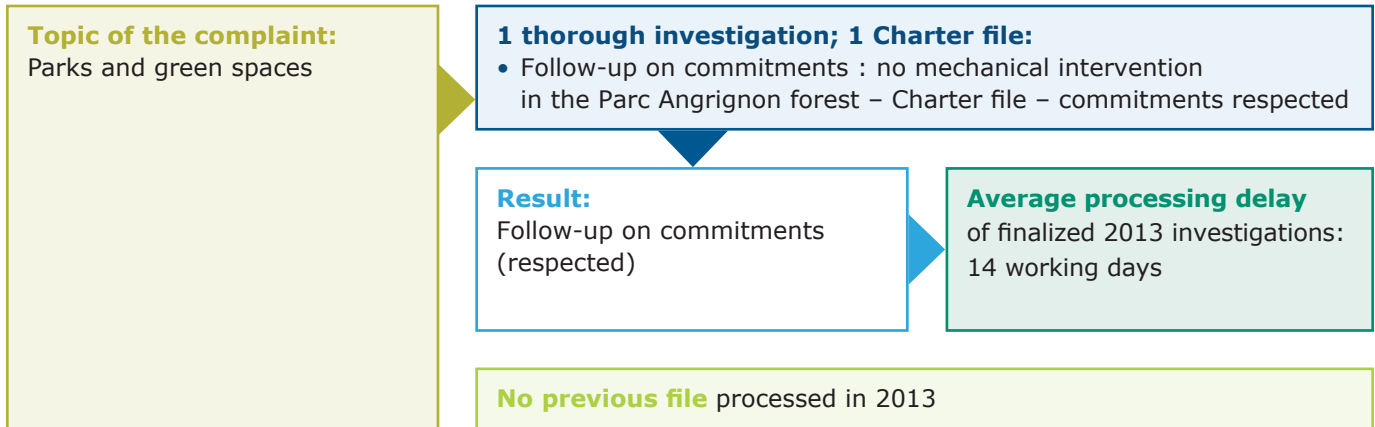 Topic of the complaint:
Parks and green spaces
1 thorough investigation; 1 Charter file:
• Follow-up on commitments : no mechanical intervention
in the Parc Angrignon forest – Charter file – commitments respected
Result:
Follow-up on commitments
(respected)
Average processing delay
of finalized 2013 investigations:
14 working days
No previous file processed in 2013